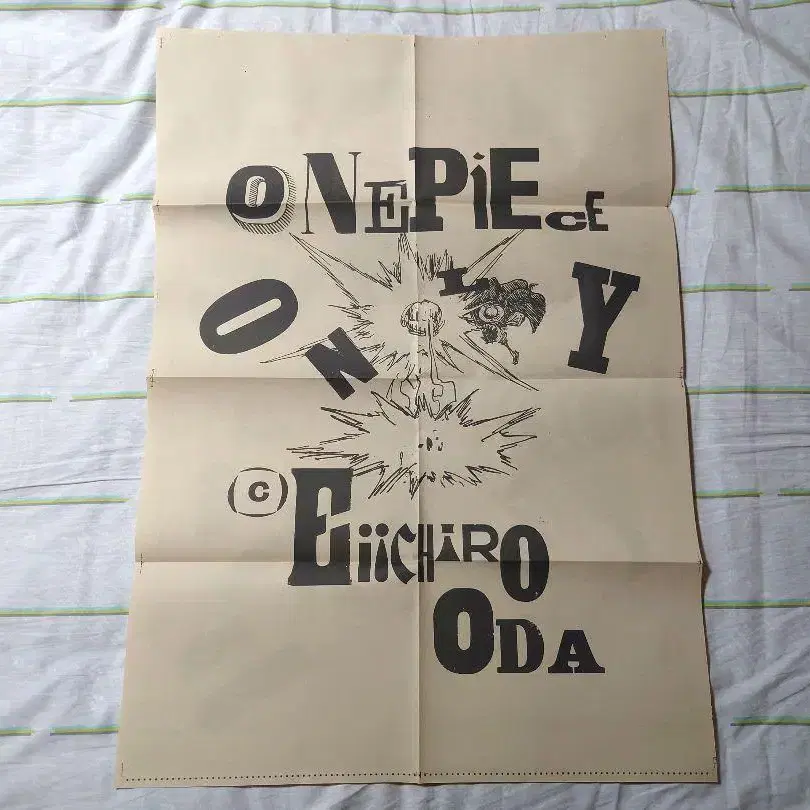 ONEPiECE
ONLY
(C) EiiCHiRO
ODA